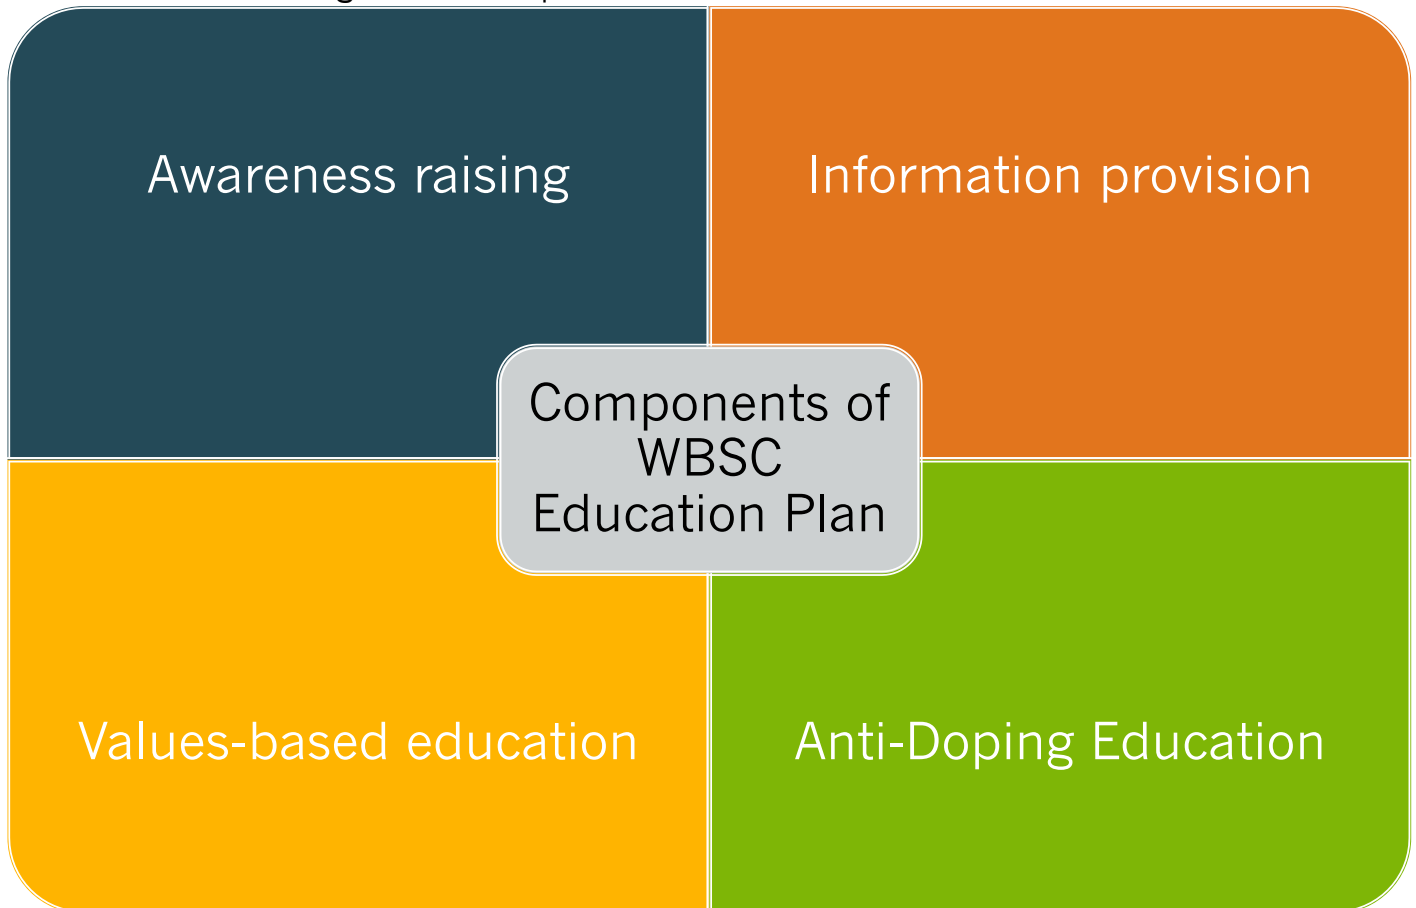 Awareness raising
Information provision
Components of
WBSC
Education Plan
Values-based education
Anti-Doping Education